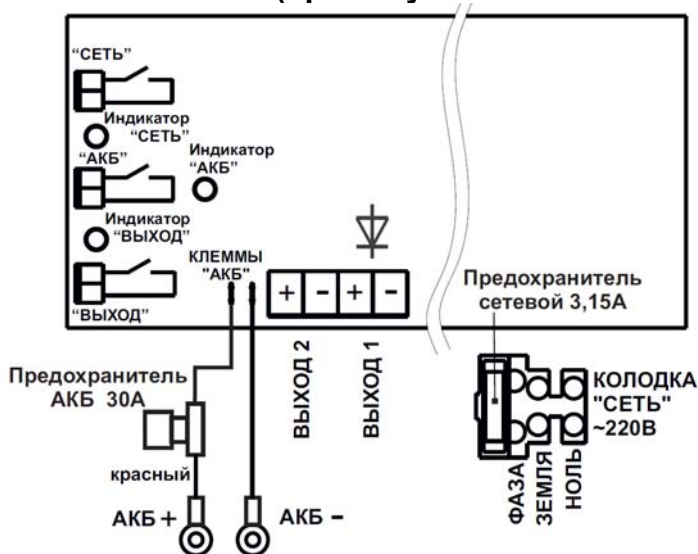 “СЕТЬ”
Индикатор
“СЕТЬ”
“АКБ”
Индикатор
“АКБ”
Индикатор
“ВЫХОД”
КЛЕММЫ
"АКБ"
+ - + -
“ВЫХОД”
Предохранитель
сетевой 3,15А
ВЫХОД 2
ВЫХОД 1
Предохранитель
АКБ 30А
красный
АКБ +
АКБ -
КОЛОДКА
"СЕТЬ"
~220В
ФАЗА
ЗЕМЛЯ
НОЛЬ